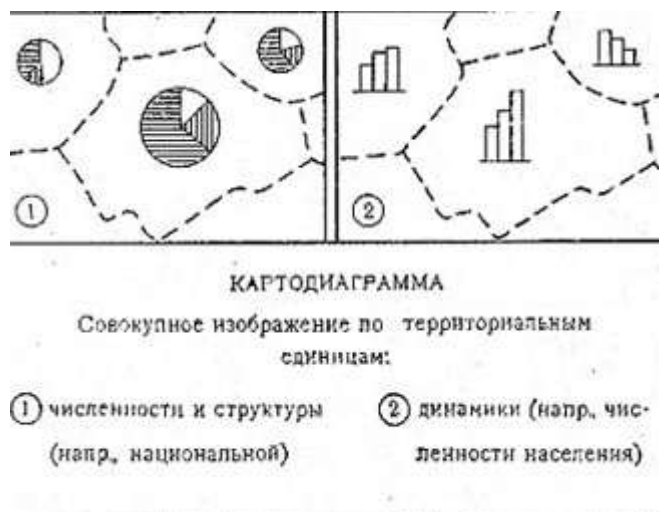 1
2
КАРТОДИАГРАММА
Совокупное изображение по территориальным
единицам:
1 численности и структуры
(напр., национальной)
2 динамики (напр., чис-
ленности населения)